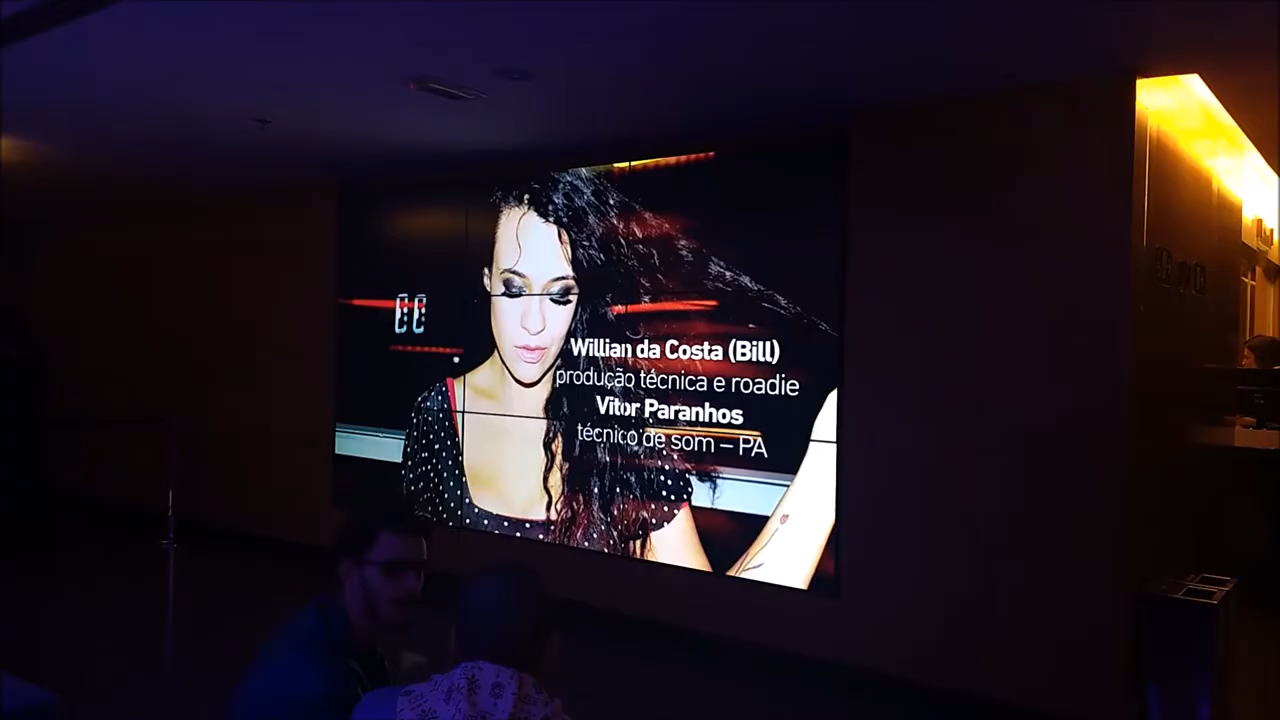 Willian da Costa (Bill)
produção técnica e roadie
Vitor Paranhos
técnico de som – PA